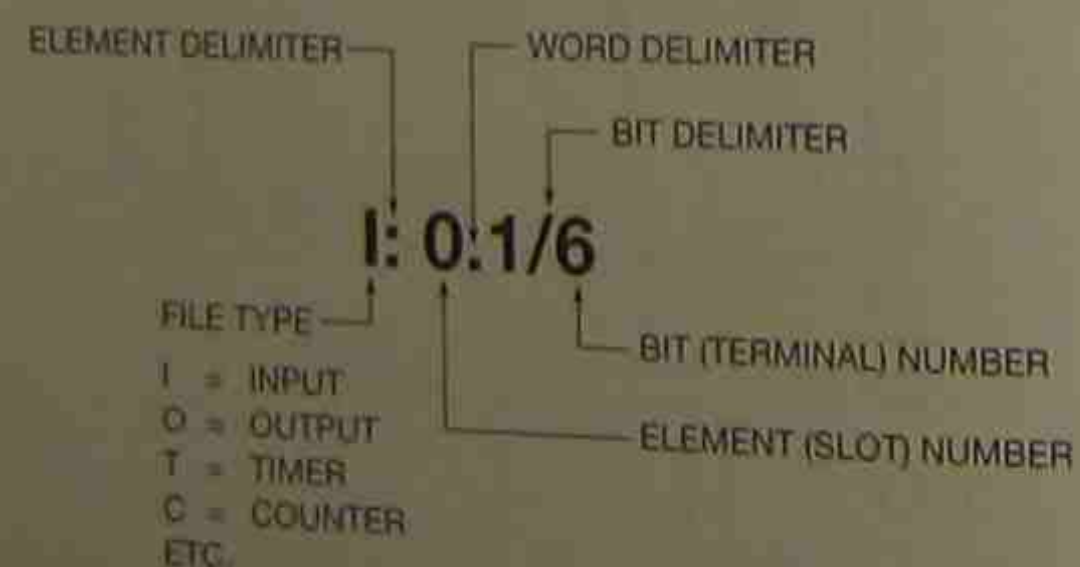 ELEMENT DELIMITER
WORD DELIMITER
BIT DELIMITER
I: 0:1/6
FILE TYPE
BIT (TERMINAL) NUMBER
I = INPUT
O = OUTPUT
ELEMENT (SLOT) NUMBER
T = TIMER
C = COUNTER
ETC.